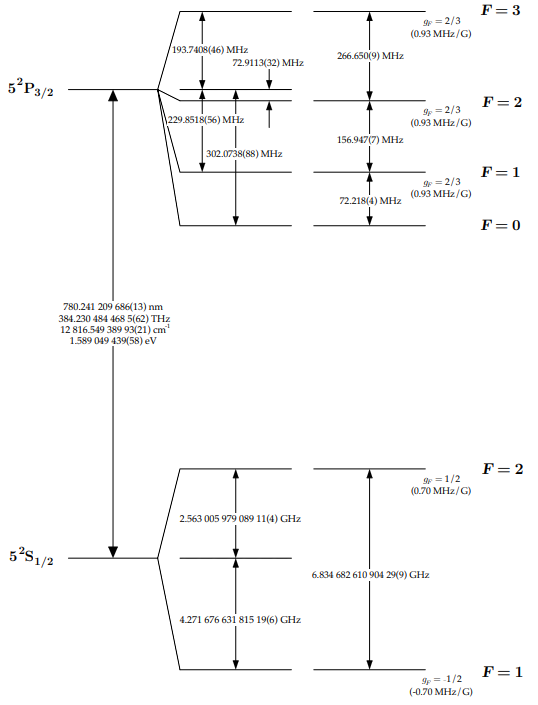 F = 3
g_F = 2/3
(0.93 MHz/G)
193.7408(46) MHz
266.650(9) MHz
72.9113(32) MHz
5 ²P₃/₂
F = 2
g_F = 2/3
(0.93 MHz/G)
229.8518(56) MHz
156.947(7) MHz
302.0738(88) MHz
F = 1
g_F = 2/3
(0.93 MHz/G)
72.218(4) MHz
F = 0
780.241 209 686(13) nm
384.230 484 468 5(62) THz
12 816.549 389 93(21) cm⁻¹
1.589 049 439(58) eV
F = 2
g_F = 1/2
(0.70 MHz/G)
2.563 005 979 089 11(4) GHz
5 ²S₁/₂
6.834 682 610 904 29(9) GHz
4.271 676 631 815 19(6) GHz
F = 1
g_F = -1/2
(-0.70 MHz/G)